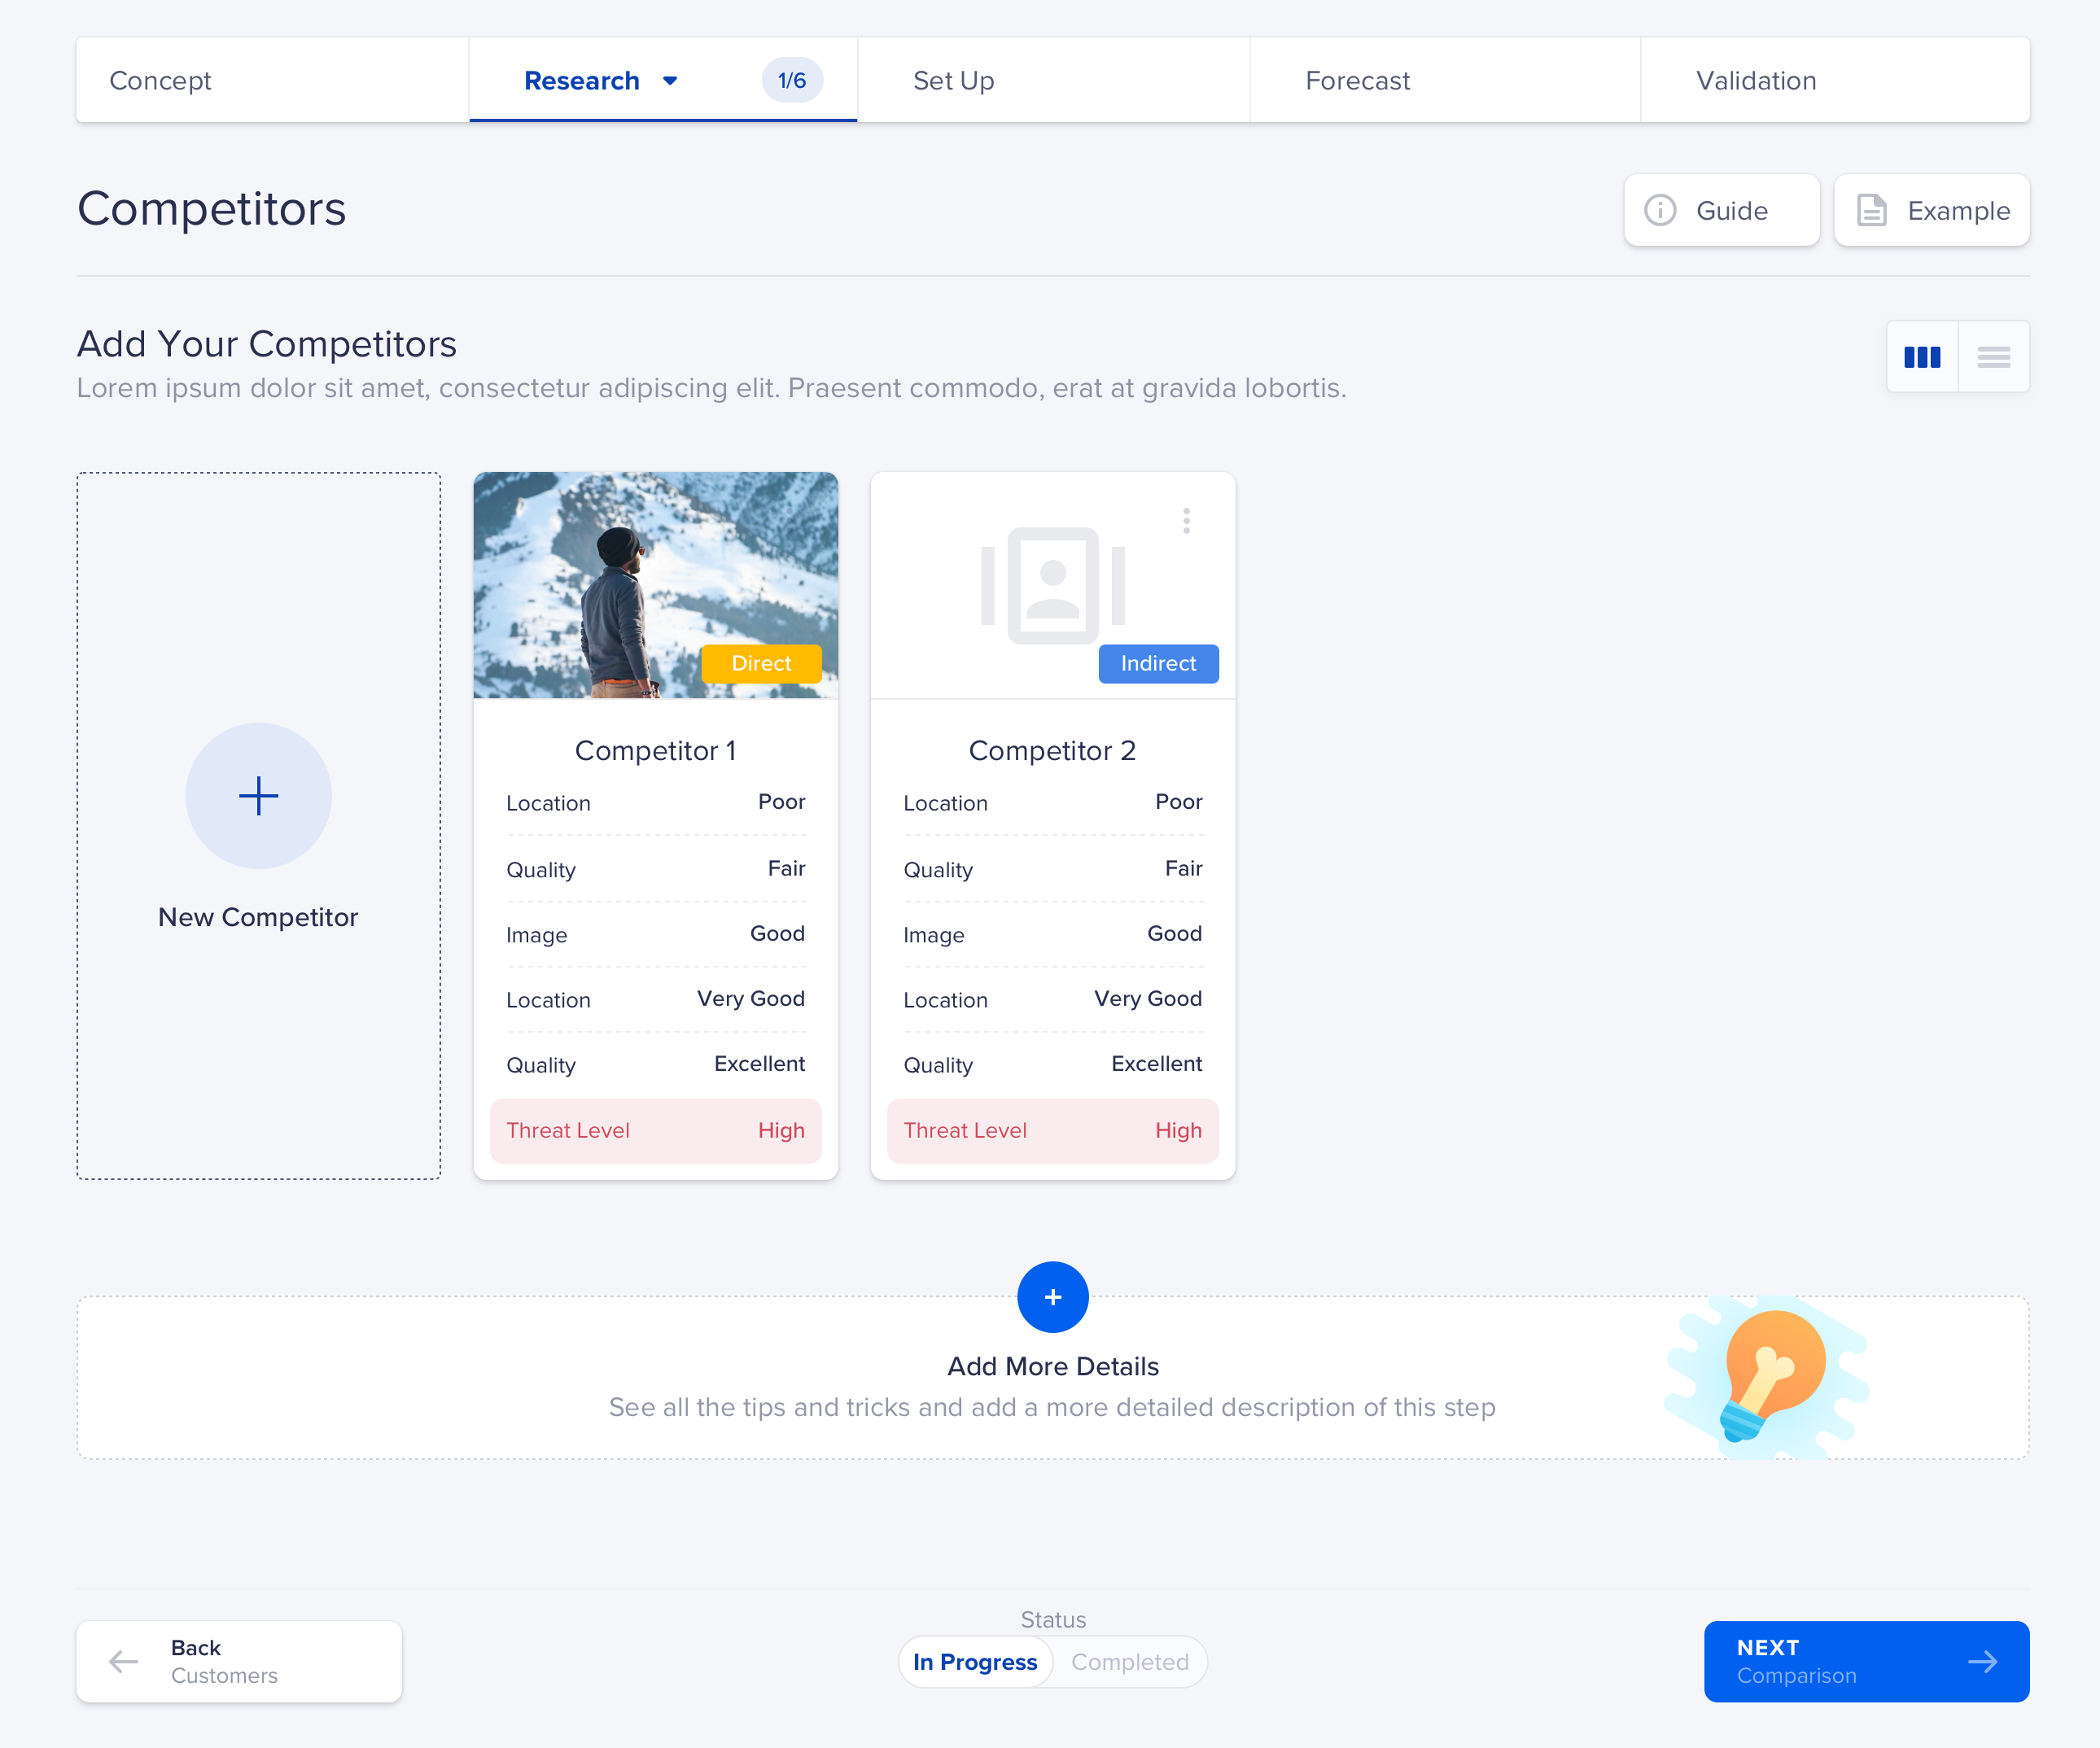 Concept
Research
1/6
Set Up
Forecast
Validation
Competitors
Guide
Example
Add Your Competitors
Lorem ipsum dolor sit amet, consectetur adipiscing elit. Praesent commodo, erat at gravida lobortis.
New Competitor
Direct
Competitor 1
Location Poor
Quality Fair
Image Good
Location Very Good
Quality Excellent
Threat Level High
Indirect
Competitor 2
Location Poor
Quality Fair
Image Good
Location Very Good
Quality Excellent
Threat Level High
Add More Details
See all the tips and tricks and add a more detailed description of this step
Back
Customers
Status
In Progress
Completed
NEXT
Comparison